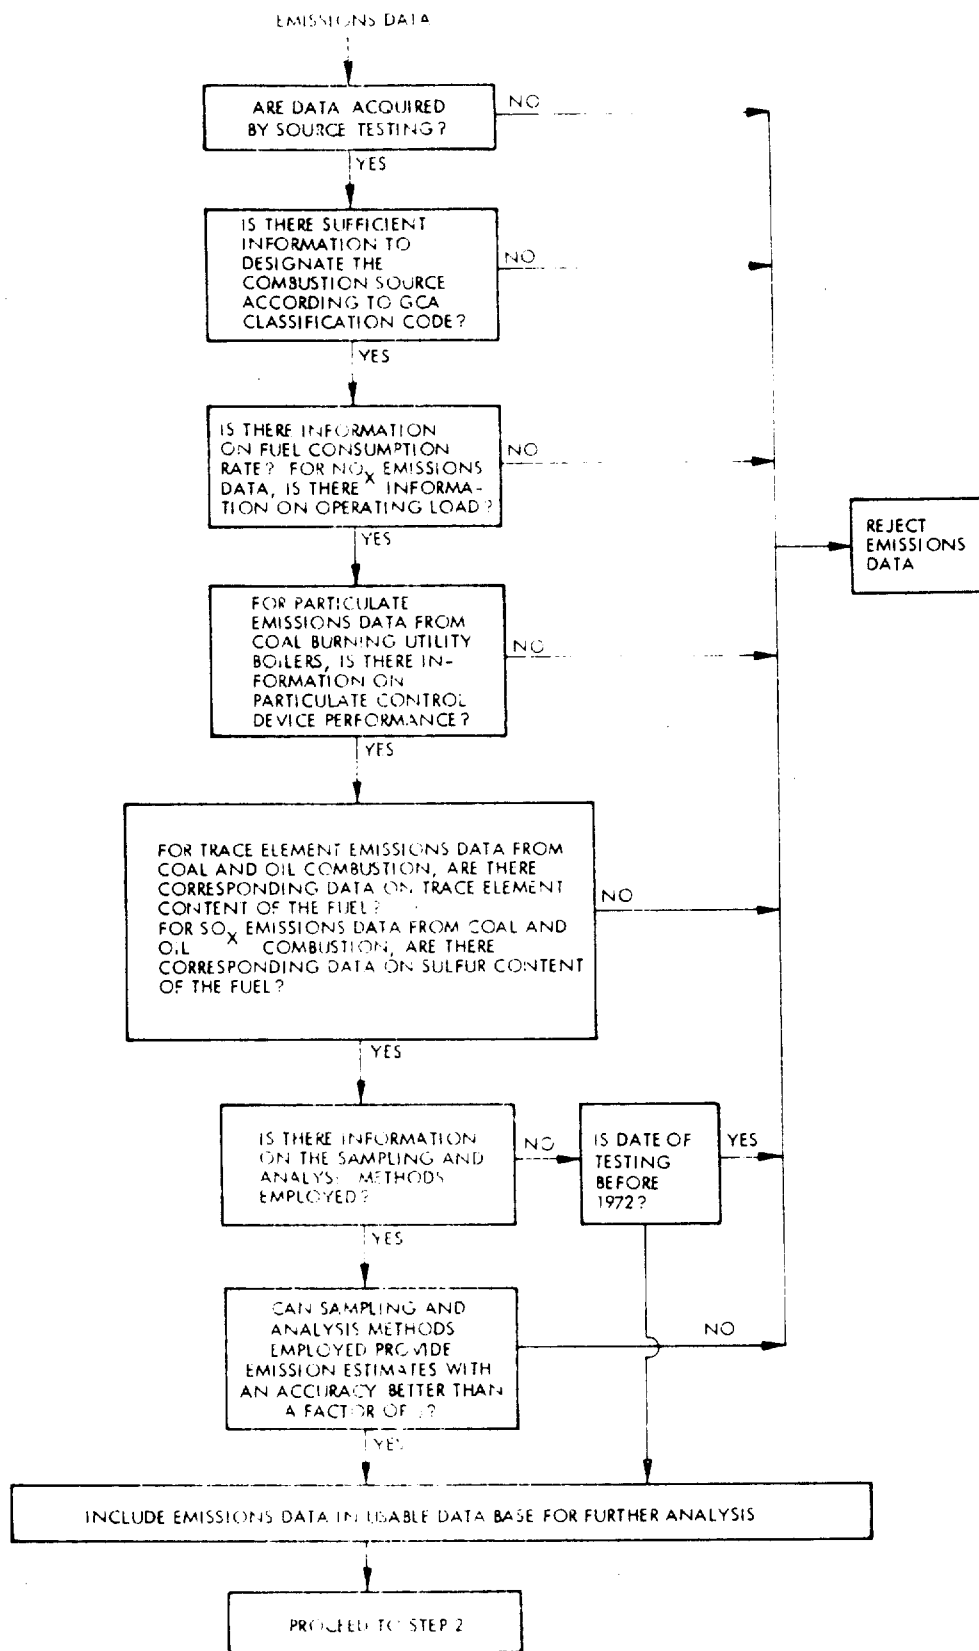 EMISSIONS DATA
ARE DATA ACQUIRED
BY SOURCE TESTING?
NO
YES
IS THERE SUFFICIENT
INFORMATION TO
DESIGNATE THE
COMBUSTION SOURCE
ACCORDING TO GCA
CLASSIFICATION CODE?
NO
YES
IS THERE INFORMATION
ON FUEL CONSUMPTION
RATE? FOR NOX EMISSIONS
DATA, IS THERE INFORMA-
TION ON OPERATING LOAD?
NO
YES
REJECT
EMISSIONS
DATA
FOR PARTICULATE
EMISSIONS DATA FROM
COAL BURNING UTILITY
BOILERS, IS THERE IN-
FORMATION ON
PARTICULATE CONTROL
DEVICE PERFORMANCE?
NO
YES
FOR TRACE ELEMENT EMISSIONS DATA FROM
COAL AND OIL COMBUSTION, ARE THERE
CORRESPONDING DATA ON TRACE ELEMENT
CONTENT OF THE FUEL?
FOR SOX EMISSIONS DATA FROM COAL AND
OIL COMBUSTION, ARE THERE
CORRESPONDING DATA ON SULFUR CONTENT
OF THE FUEL?
NO
YES
IS THERE INFORMATION
ON THE SAMPLING AND
METHODS
EMPLOYED?
NO
IS DATE OF
TESTING
BEFORE
1972?
YES
YES
CAN SAMPLING AND
ANALYSIS METHODS
EMPLOYED PROVIDE
EMISSION ESTIMATES WITH
AN ACCURACY BETTER THAN
A FACTOR OF
NO
YES
INCLUDE EMISSIONS DATA IN USABLE DATA BASE FOR FURTHER ANALYSIS
PROCEED TO STEP 2